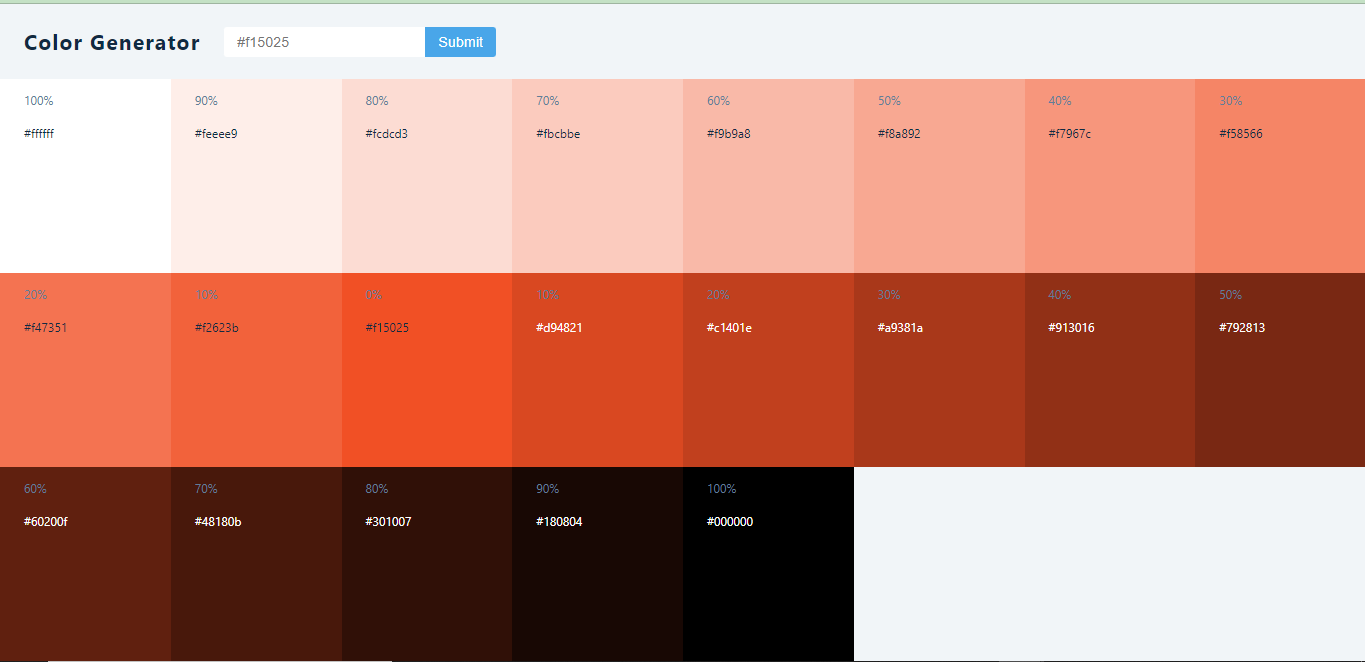 Color Generator #f15025 Submit
100% 90% 80% 70% 60% 50% 40% 30%
#ffffff #feeee9 #fcdcd3 #fbcbbe #f9b9a8 #f8a892 #f7967c #f58566
20% 10% 0% 10% 20% 30% 40% 50%
#f47351 #f2623b #f15025 #d94821 #c1401e #a9381a #913016 #792813
60% 70% 80% 90% 100%
#60200f #48180b #301007 #180804 #000000